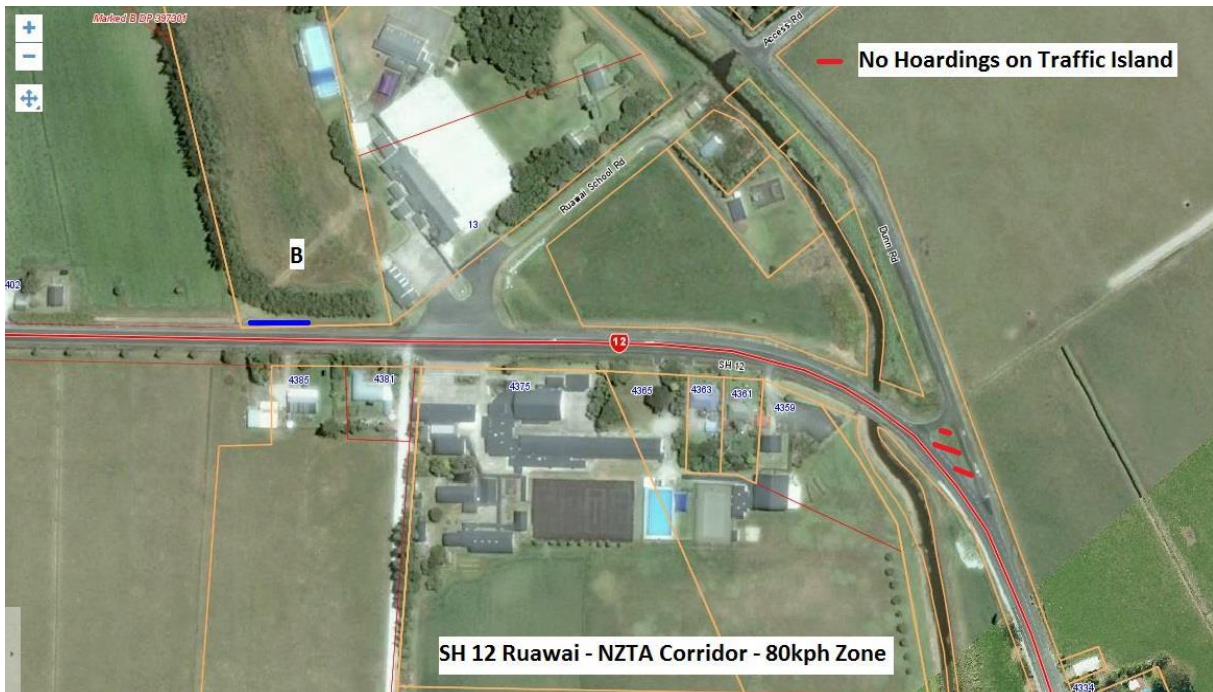 Marked B DP 397301
Access Rd
No Hoardings on Traffic Island
Ruawai School Rd
13
Dunn Rd
B
402
12
SH 12
4385
4381
4375
4365
4363
4361
4359
SH 12 Ruawai - NZTA Corridor - 80kph Zone
4334